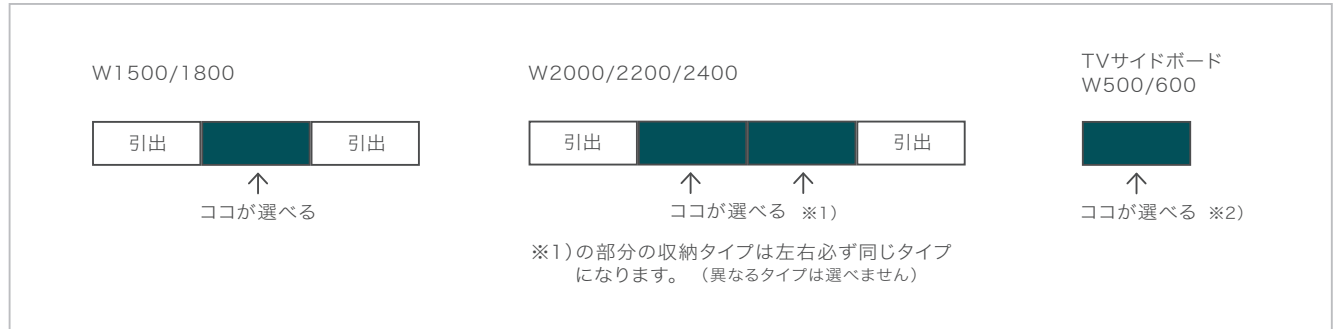 W1500/1800
引出
引出
ココが選べる
W2000/2200/2400
引出
引出
ココが選べる ※1)
※1)の部分の収納タイプは左右必ず同じタイプ
になります。（異なるタイプは選べません）
TVサイドボード
W500/600
ココが選べる ※2)